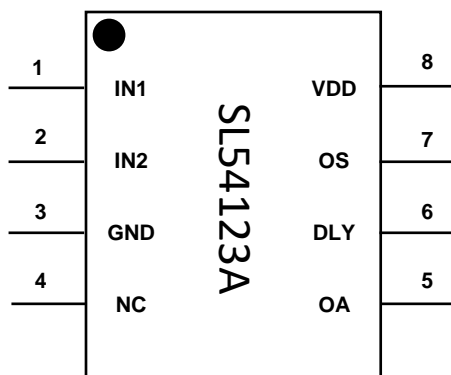 1 IN1 VDD 8
2 IN2 OS 7
3 GND DLY 6
4 NC OA 5
SL54123A